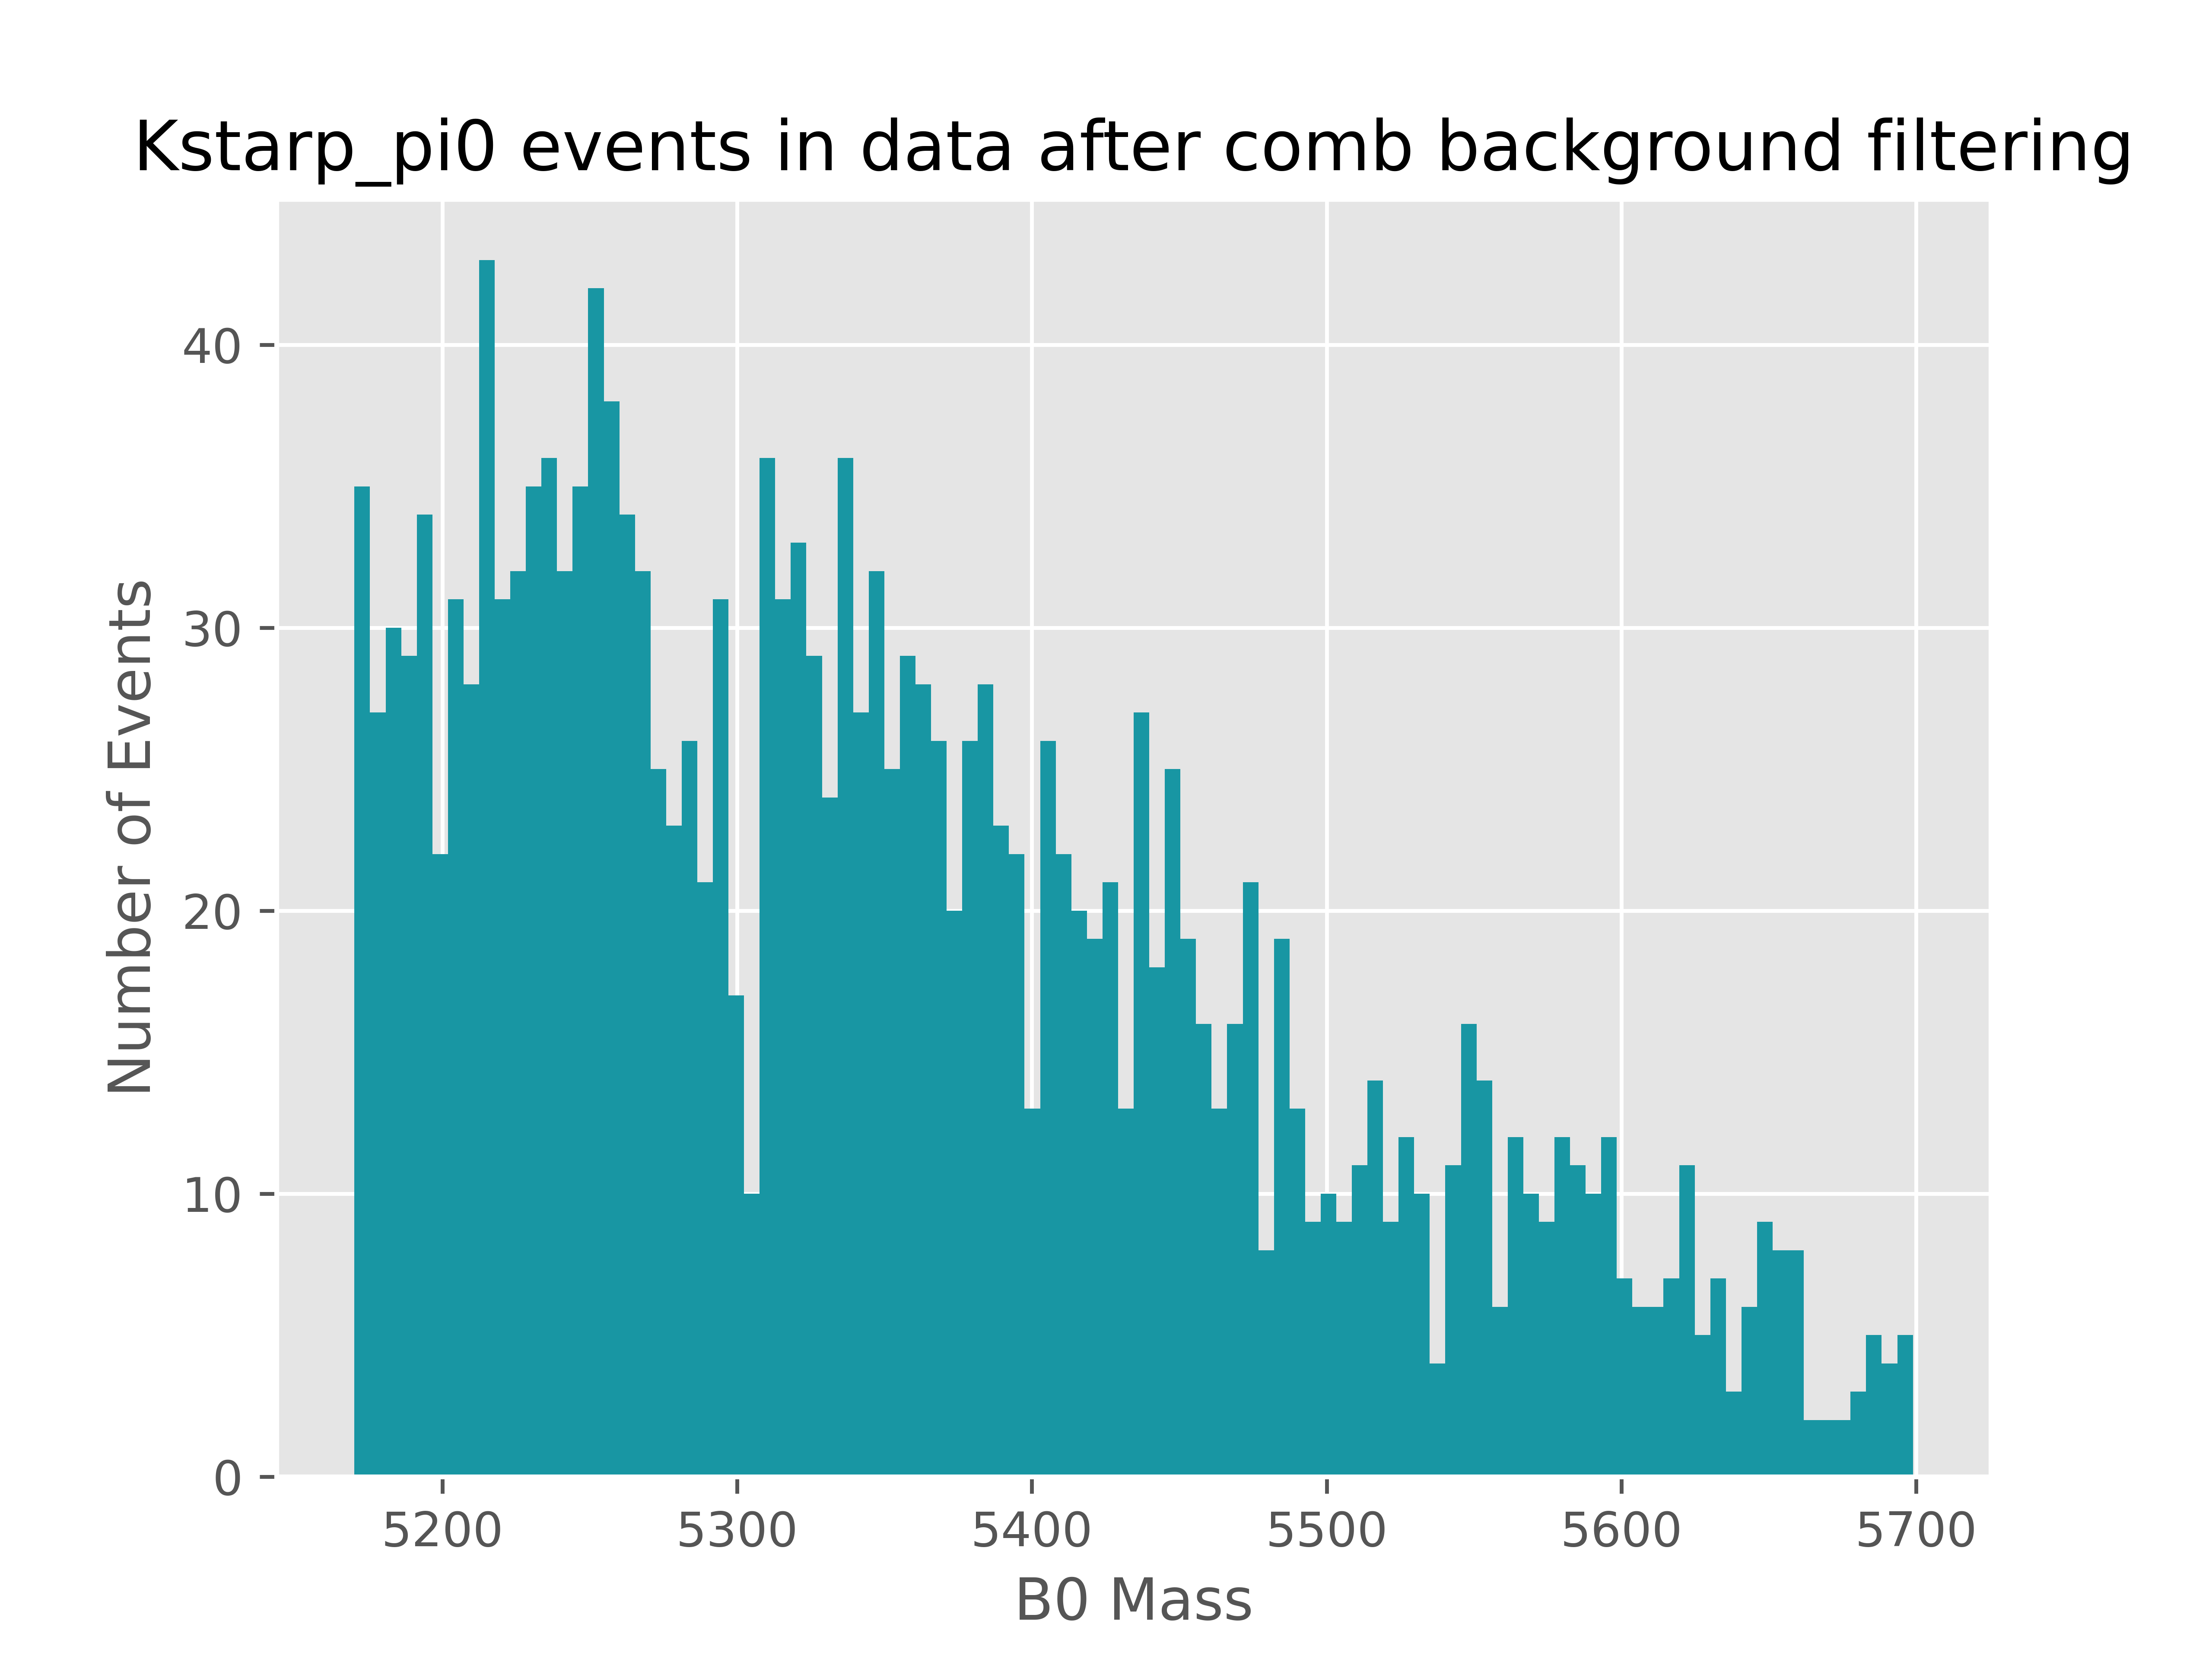 Kstarp_pi0 events in data after comb background filtering
Number of Events
40
30
20
10
0
5200 5300 5400 5500 5600 5700
B0 Mass